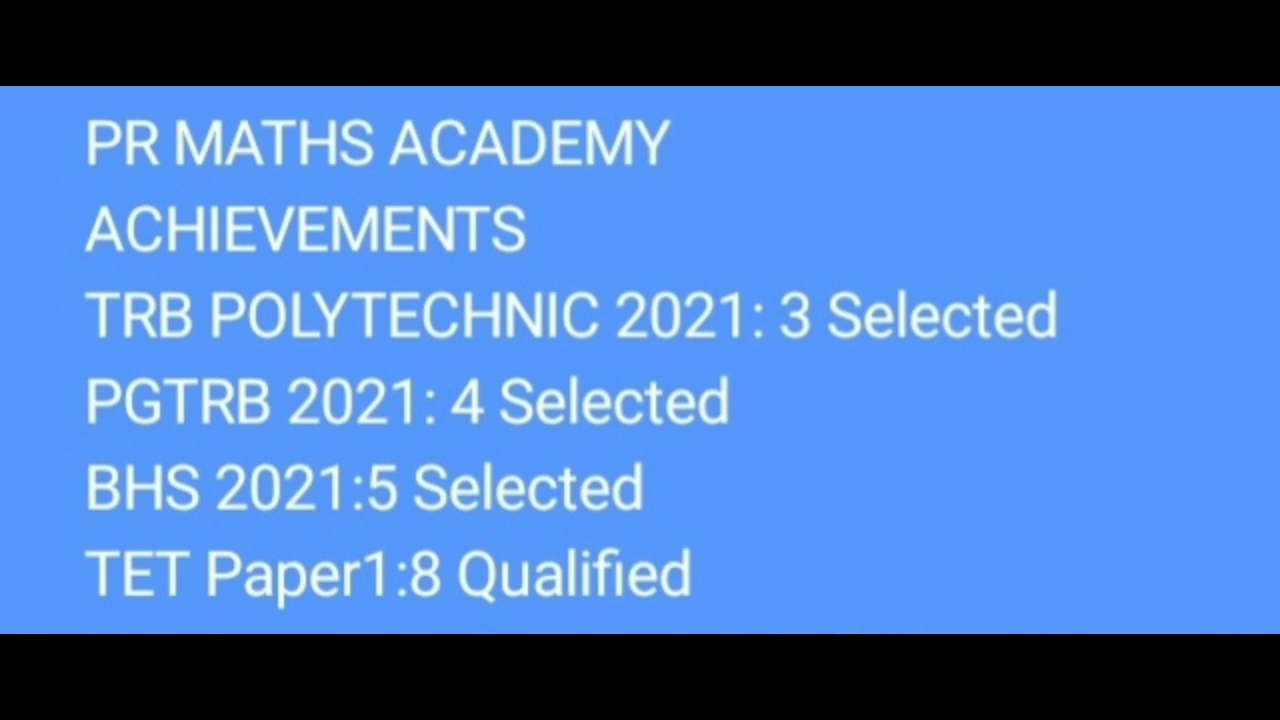 PR MATHS ACADEMY
ACHIEVEMENTS
TRB POLYTECHNIC 2021: 3 Selected
PGTRB 2021: 4 Selected
BHS 2021:5 Selected
TET Paper1:8 Qualified